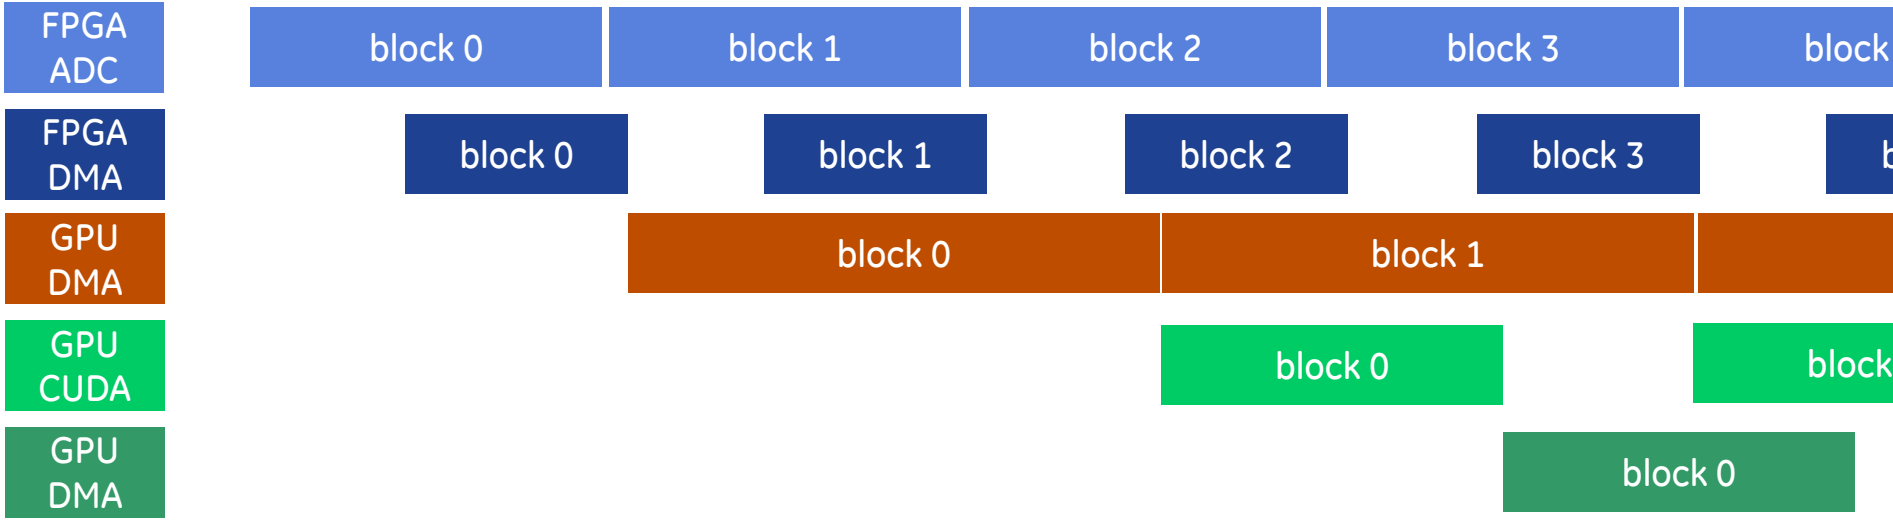 FPGA
ADC
block 0
block 1
block 2
block 3
block
FPGA
DMA
block 0
block 1
block 2
block 3
b
GPU
DMA
block 0
block 1
GPU
CUDA
block 0
block
GPU
DMA
block 0